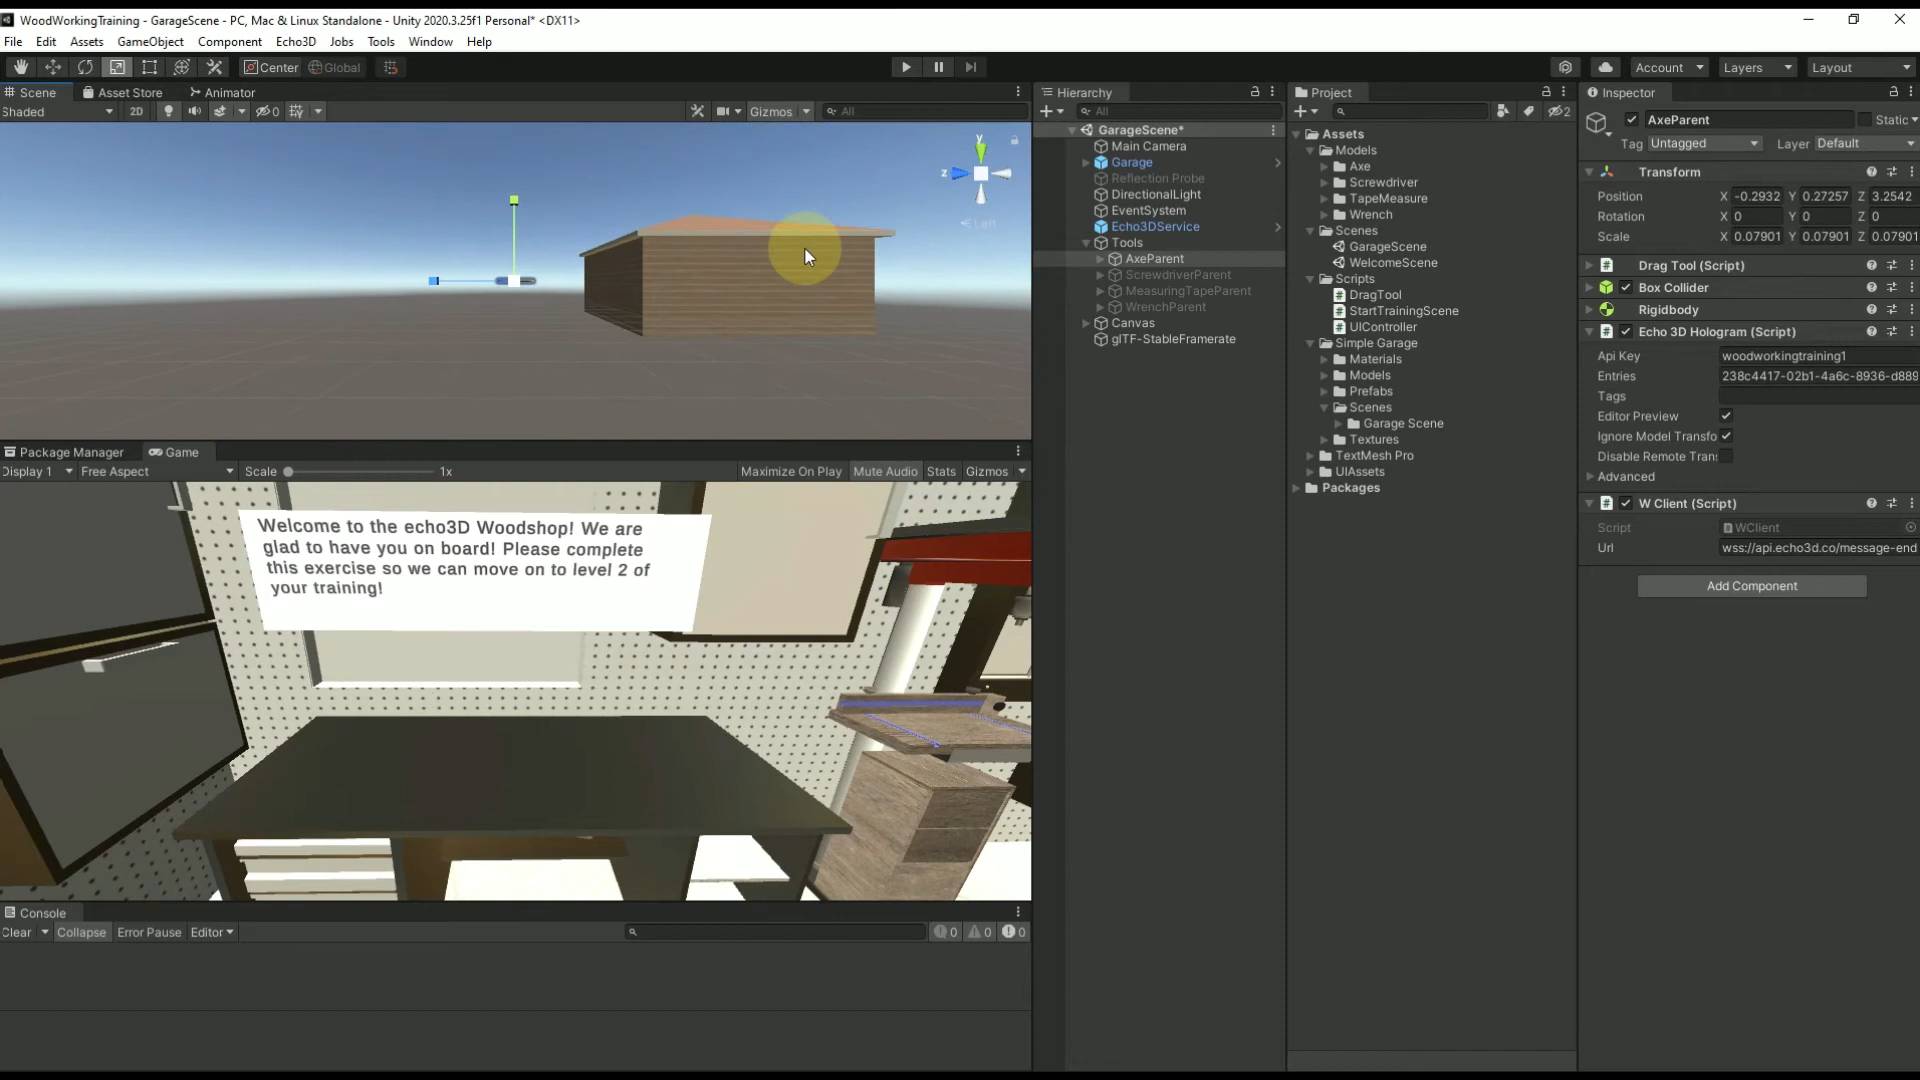 WoodWorkingTraining - GarageScene - PC, Mac & Linux Standalone - Unity 2020.3.25f1 Personal* <DX11>
File Edit Assets GameObject Component Echo3D Jobs Tools Window Help
Center Global Account Layers Layout
Scene Asset Store Animator
Shaded 2D 0 Gizmos All
y
z
Left
Package Manager Game
Display 1 Free Aspect Scale 1x Maximize On Play Mute Audio Stats Gizmos
Welcome to the echo3D Woodshop! We are
glad to have you on board! Please complete
this exercise so we can move on to level 2 of
your training!
Console
Clear Collapse Error Pause Editor 0 0 0
Hierarchy
All
GarageScene*
Main Camera
Garage
Reflection Probe
DirectionalLight
EventSystem
Echo3DService
Tools
AxeParent
ScrewdriverParent
MeasuringTapeParent
WrenchParent
Canvas
glTF-StableFramerate
Project
2
Assets
Models
Axe
Screwdriver
TapeMeasure
Wrench
Scenes
GarageScene
WelcomeScene
Scripts
DragTool
StartTrainingScene
UIController
Simple Garage
Materials
Models
Prefabs
Scenes
Garage Scene
Textures
TextMesh Pro
UIAssets
Packages
Inspector
AxeParent Static
Tag Untagged Layer Default
Transform
Position X -0.2932 Y 0.27257 Z 3.2542
Rotation X 0 Y 0 Z 0
Scale X 0.07901 Y 0.07901 Z 0.07901
Drag Tool (Script)
Box Collider
Rigidbody
Echo 3D Hologram (Script)
Api Key woodworkingtraining1
Entries 238c4417-02b1-4a6c-8936-d889
Tags
Editor Preview
Ignore Model Transfo
Disable Remote Tran
Advanced
W Client (Script)
Script WClient
Url wss://api.echo3d.co/message-end
Add Component